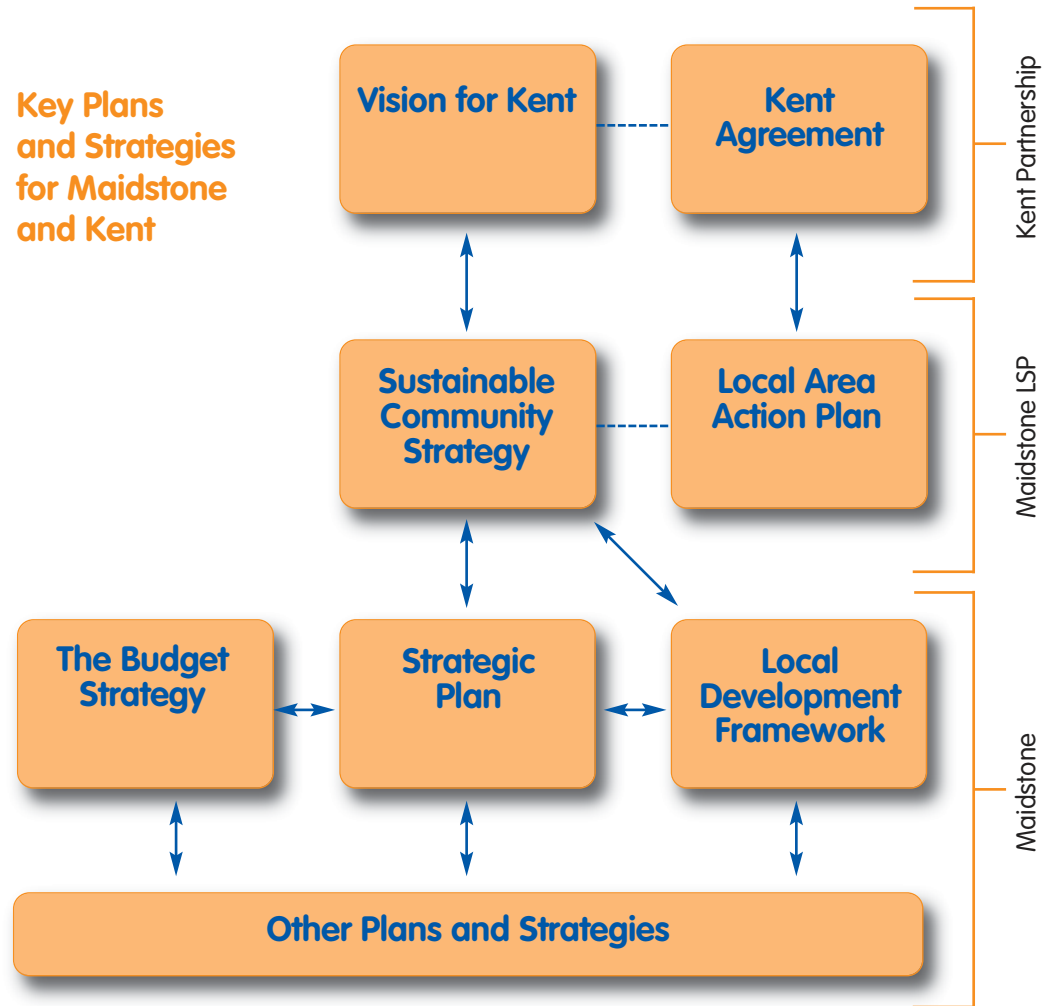 Key Plans
and Strategies
for Maidstone
and Kent
Vision for Kent
Kent
Agreement
Kent Partnership
Sustainable
Community
Strategy
Local Area
Action Plan
Maidstone LSP
The Budget
Strategy
Strategic
Plan
Local
Development
Framework
Maidstone
Other Plans and Strategies